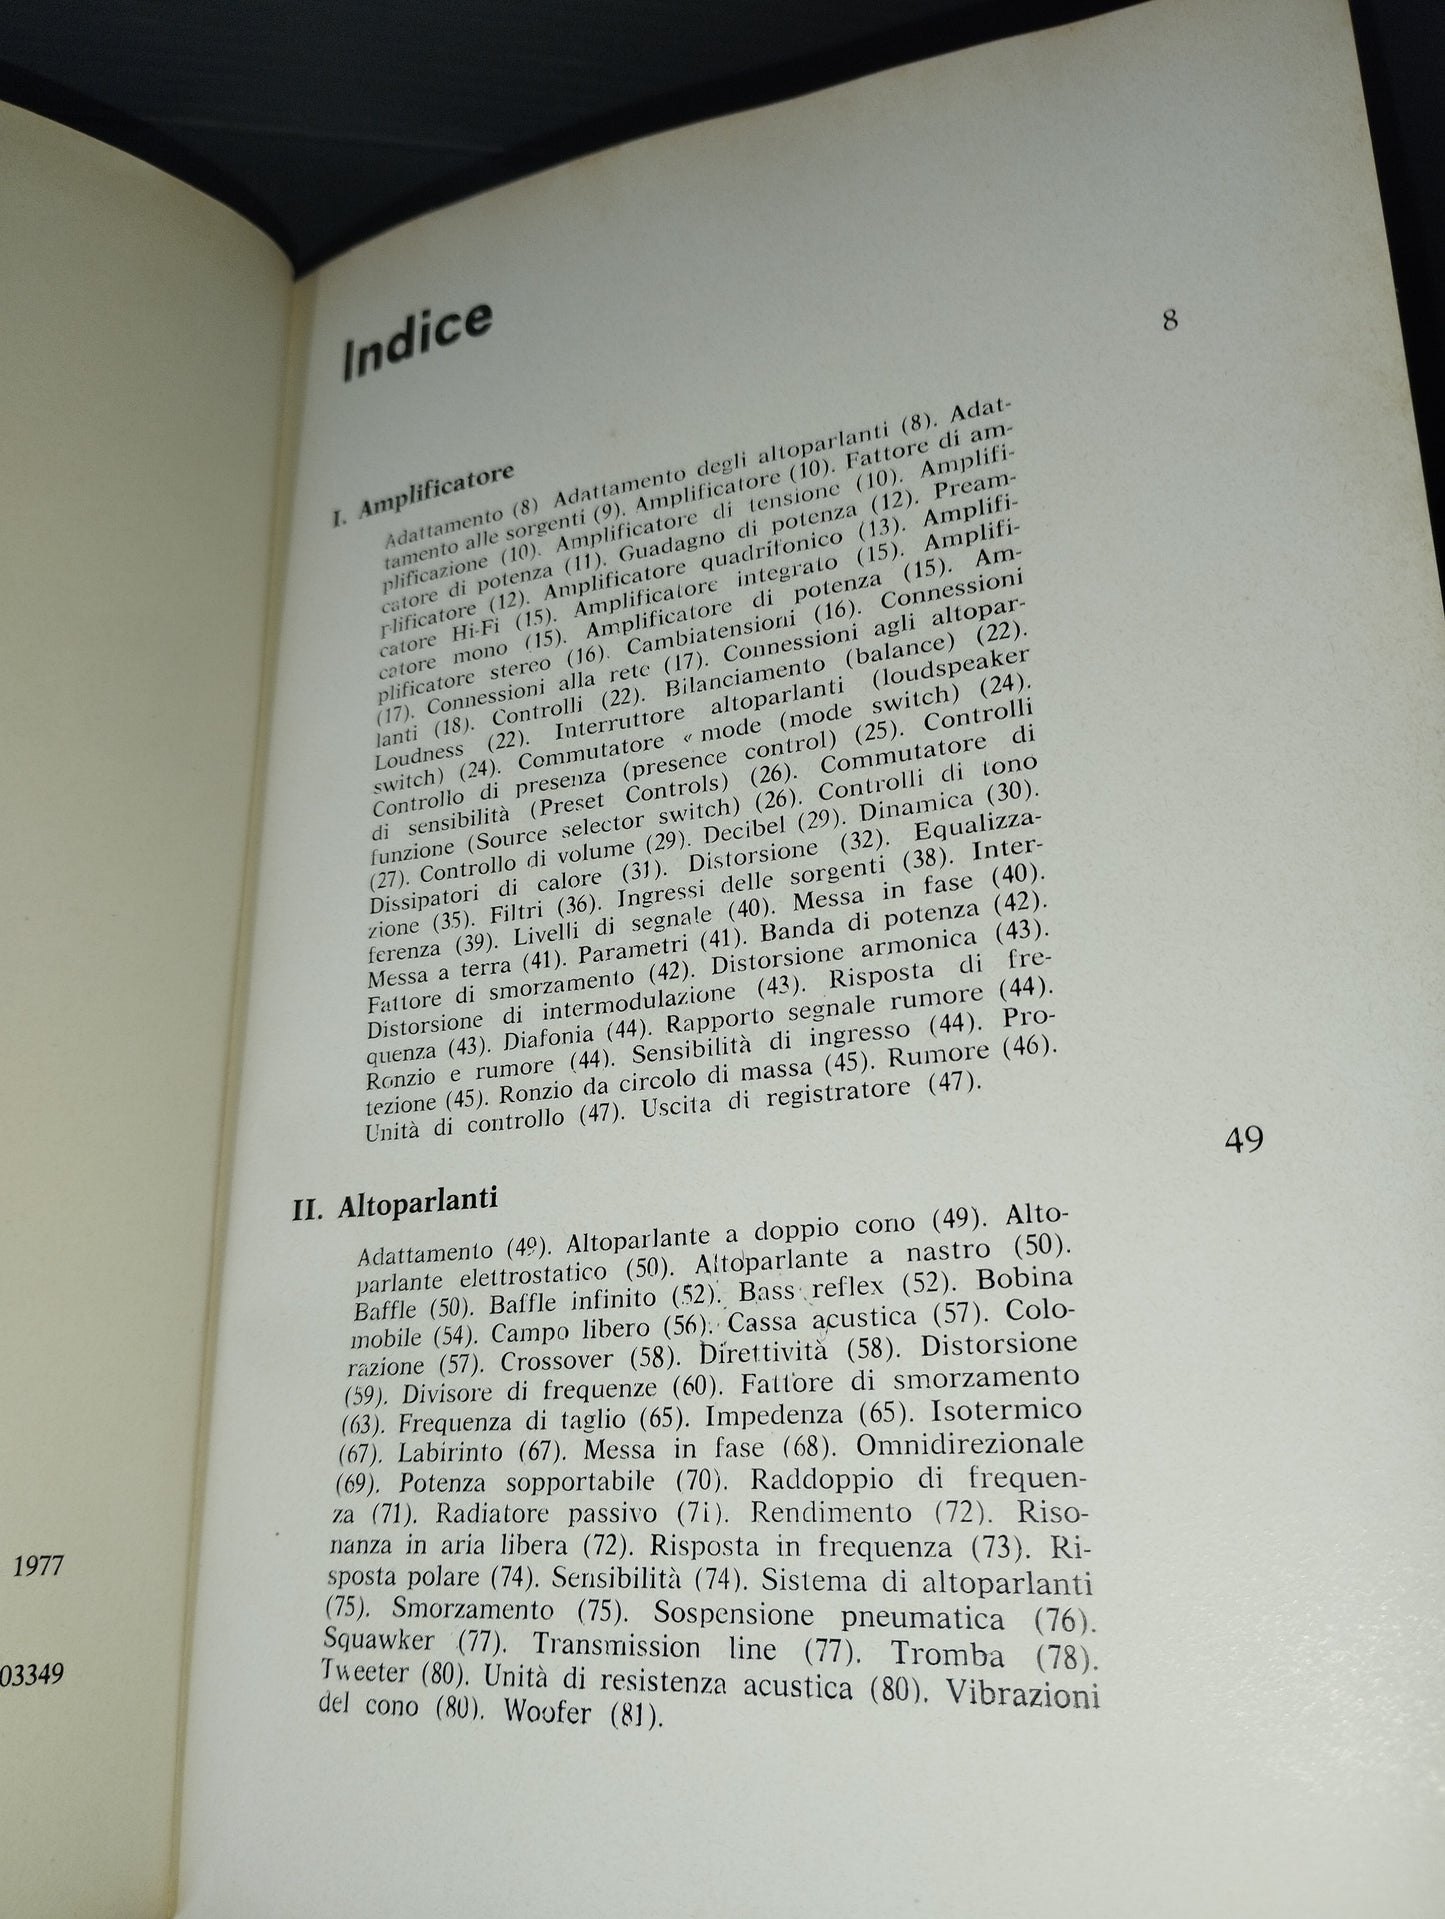 1977
03349
Indice
8
I. Amplificatore
Adattamento (8) Adattamento degli altoparlanti (8). Adat-
tamento alle sorgenti (9). Amplificatore (10). Fattore di am-
plificazione (10). Amplificatore di tensione (10). Amplifi-
catore di potenza (11). Guadagno di potenza (12). Pream-
plificatore (12). Amplificatore quadrifonico (13). Amplifi-
catore Hi-Fi (15). Amplificatore integrato (15). Amplifi-
catore mono (15). Amplificatore di potenza (15). Am-
plificatore stereo (16). Cambiatensioni (16). Connessioni
(17). Connessioni alla rete (17). Connessioni agli altopar-
lanti (18). Controlli (22). Bilanciamento (balance) (22).
Loudness (22). Interruttore altoparlanti (loudspeaker
switch) (24). Commutatore « mode (mode switch) (24).
Controllo di presenza (presence control) (25). Controlli
di sensibilità (Preset Controls) (26). Commutatore di
funzione (Source selector switch) (26). Controlli di tono
(27). Controllo di volume (29). Decibel (29). Dinamica (30).
Dissipatori di calore (31). Distorsione (32). Equalizza-
zione (35). Filtri (36). Ingressi delle sorgenti (38). Inter-
ferenza (39). Livelli di segnale (40). Messa in fase (40).
Messa a terra (41). Parametri (41). Banda di potenza (42).
Fattore di smorzamento (42). Distorsione armonica (43).
Distorsione di intermodulazione (43). Risposta di fre-
quenza (43). Diafonia (44). Rapporto segnale rumore (44).
Ronzio e rumore (44). Sensibilità di ingresso (44). Pro-
tezione (45). Ronzio da circolo di massa (45). Rumore (46).
Unità di controllo (47). Uscita di registratore (47).
II. Altoparlanti
49
Adattamento (49). Altoparlante a doppio cono (49). Alto-
parlante elettrostatico (50). Altoparlante a nastro (50).
Baffle (50). Baffle infinito (52). Bass reflex (52). Bobina
mobile (54). Campo libero (56). Cassa acustica (57). Colo-
razione (57). Crossover (58). Direttività (58). Distorsione
(59). Divisore di frequenze (60). Fattore di smorzamento
(63). Frequenza di taglio (65). Impedenza (65). Isotermico
(67). Labirinto (67). Messa in fase (68). Omnidirezionale
(69). Potenza sopportabile (70). Raddoppio di frequen-
za (71). Radiatore passivo (71). Rendimento (72). Riso-
nanza in aria libera (72). Risposta in frequenza (73). Ri-
sposta polare (74). Sensibilità (74). Sistema di altoparlanti
(75). Smorzamento (75). Sospensione pneumatica (76).
Squawker (77). Transmission line (77). Tromba (78).
Tweeter (80). Unità di resistenza acustica (80). Vibrazioni
del cono (80). Woofer (81).